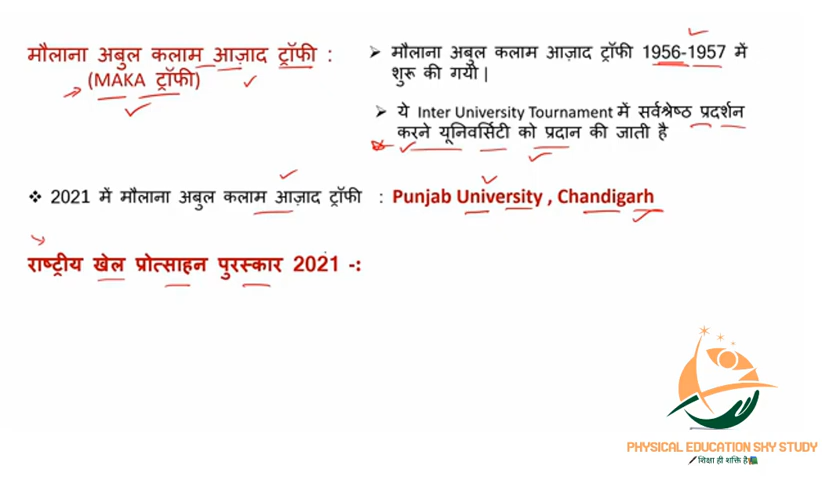 मौलाना अबुल कलाम आज़ाद ट्रॉफी :
(MAKA ट्रॉफी)
➢ मौलाना अबुल कलाम आज़ाद ट्रॉफी 1956-1957 में
शुरू की गयी |
➢ ये Inter University Tournament में सर्वश्रेष्ठ प्रदर्शन
करने यूनिवर्सिटी को प्रदान की जाती है
❖ 2021 में मौलाना अबुल कलाम आज़ाद ट्रॉफी : Punjab University , Chandigarh
राष्ट्रीय खेल प्रोत्साहन पुरस्कार 2021 -:
PHYSICAL EDUCATION SKY STUDY
शिक्षा ही शक्ति है